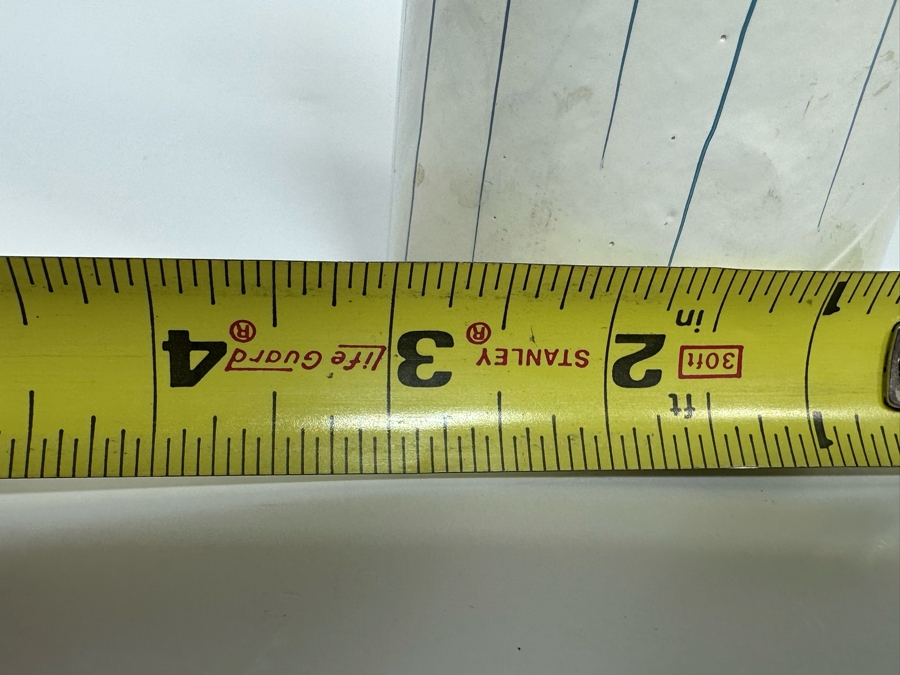 1 in ft
30ft
2
STANLEY ®
3
life Guard ®
4